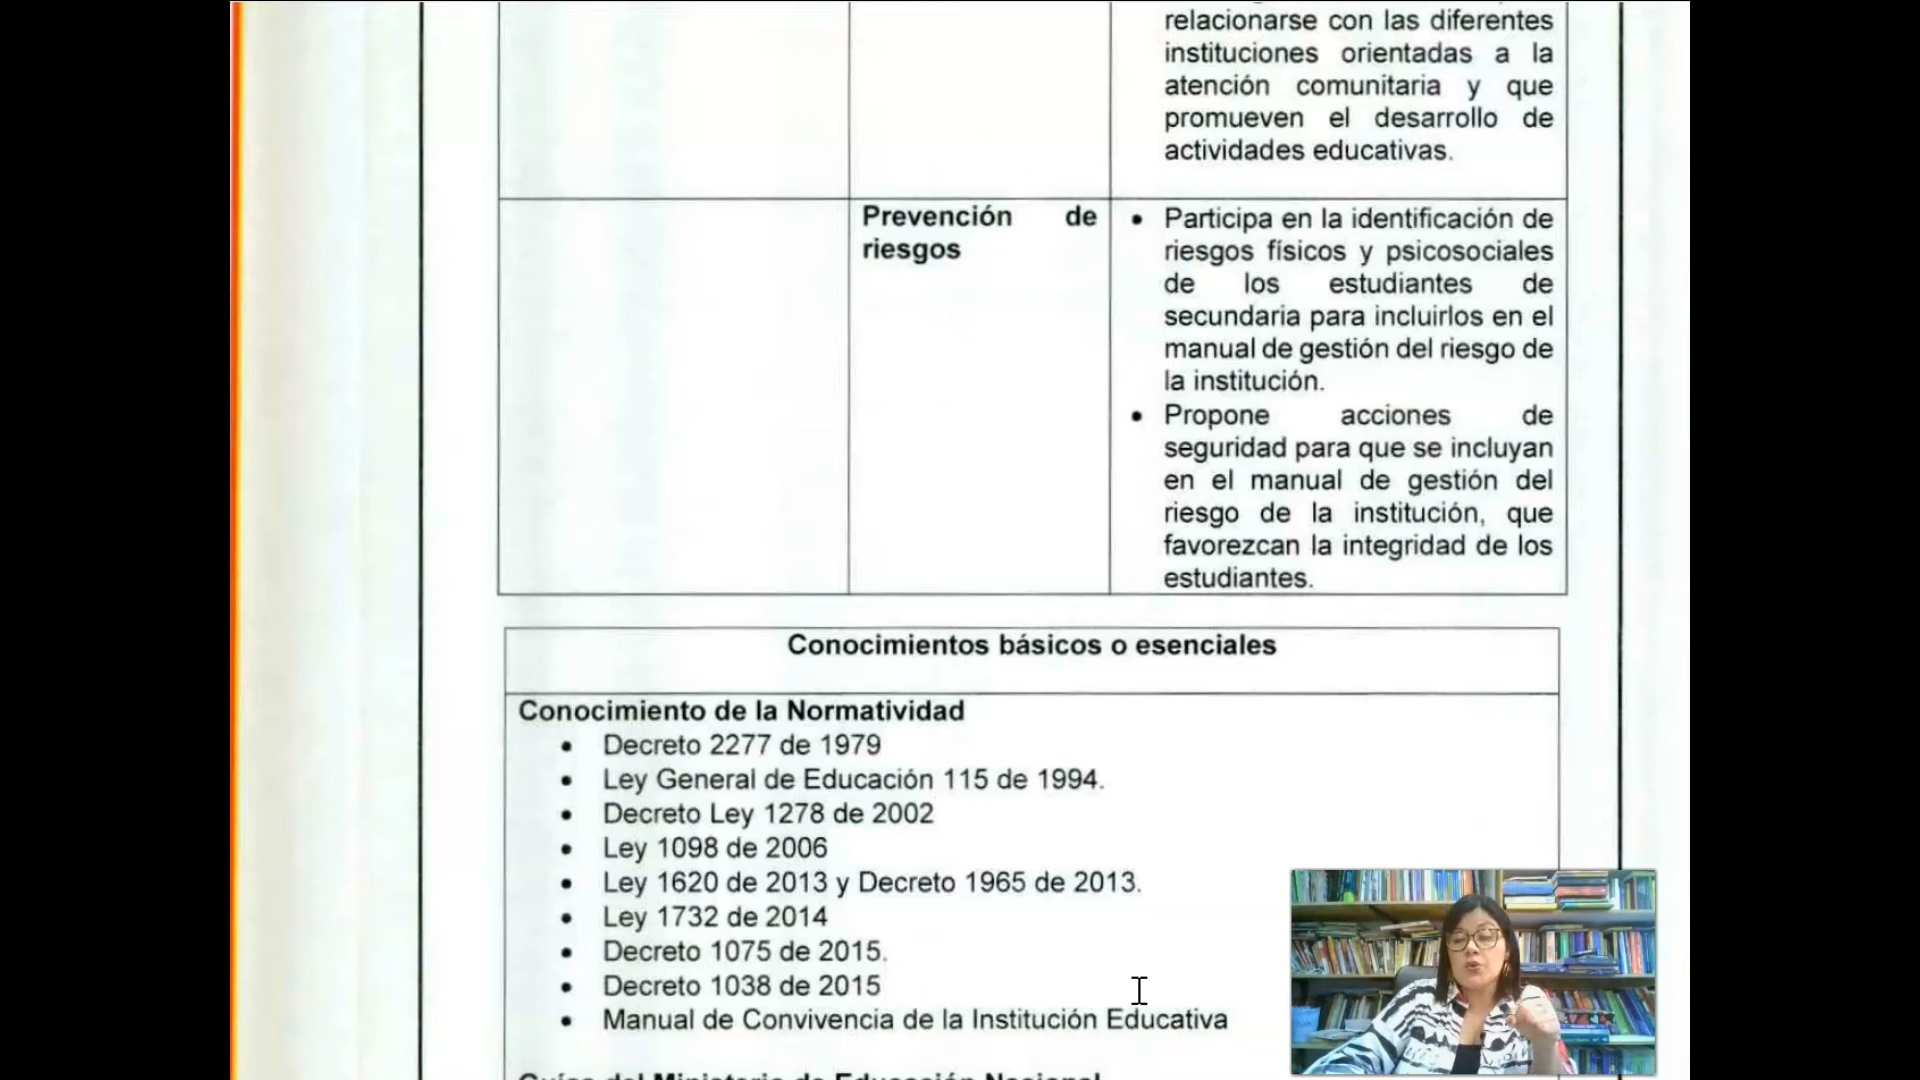 relacionarse con las diferentes
instituciones orientadas a la
atención comunitaria y que
promueven el desarrollo de
actividades educativas.
Prevención de
riesgos
• Participa en la identificación de
riesgos físicos y psicosociales
de los estudiantes de
secundaria para incluirlos en el
manual de gestión del riesgo de
la institución.
• Propone acciones de
seguridad para que se incluyan
en el manual de gestión del
riesgo de la institución, que
favorezcan la integridad de los
estudiantes.
Conocimientos básicos o esenciales
Conocimiento de la Normatividad
• Decreto 2277 de 1979
• Ley General de Educación 115 de 1994.
• Decreto Ley 1278 de 2002
• Ley 1098 de 2006
• Ley 1620 de 2013 y Decreto 1965 de 2013.
• Ley 1732 de 2014
• Decreto 1075 de 2015.
• Decreto 1038 de 2015
• Manual de Convivencia de la Institución Educativa
Guías del Ministerio de Educación Nacional